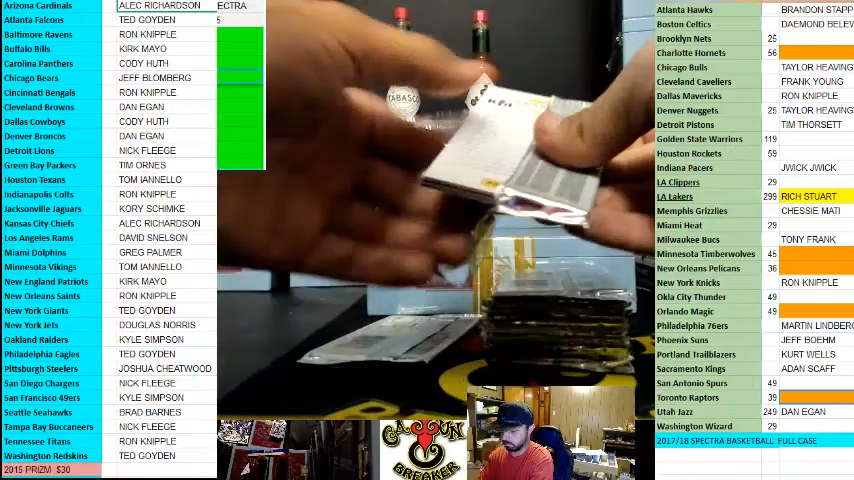 Arizona Cardinals ALEC RICHARDSON ECTRA
Atlanta Falcons TED GOYDEN 5
Baltimore Ravens RON KNIPPLE
Buffalo Bills KIRK MAYO
Carolina Panthers CODY HUTH
Chicago Bears JEFF BLOMBERG
Cincinnati Bengals RON KNIPPLE
Cleveland Browns DAN EGAN
Dallas Cowboys CODY HUTH
Denver Broncos DAN EGAN
Detroit Lions NICK FLEEGE
Green Bay Packers TIM ORNES
Houston Texans TOM IANNELLO
Indianapolis Colts RON KNIPPLE
Jacksonville Jaguars KORY SCHIMKE
Kansas City Chiefs ALEC RICHARDSON
Los Angeles Rams DAVID SNELSON
Miami Dolphins GREG PALMER
Minnesota Vikings TOM IANNELLO
New England Patriots KIRK MAYO
New Orleans Saints RON KNIPPLE
New York Giants TED GOYDEN
New York Jets DOUGLAS NORRIS
Oakland Raiders KYLE SIMPSON
Philadelphia Eagles TED GOYDEN
Pittsburgh Steelers JOSHUA CHEATWOOD
San Diego Chargers NICK FLEEGE
San Francisco 49ers KYLE SIMPSON
Seattle Seahawks BRAD BARNES
Tampa Bay Buccaneers NICK FLEEGE
Tennessee Titans RON KNIPPLE
Washington Redskins TED GOYDEN
2015 PRIZM $30
TABASCO
CAJUN
BREAKER
Atlanta Hawks BRANDON STAPP
Boston Celtics DAEMOND BELEW
Brooklyn Nets 25
Charlotte Hornets 56
Chicago Bulls TAYLOR HEAVING
Cleveland Cavaliers FRANK YOUNG
Dallas Mavericks RON KNIPPLE
Denver Nuggets 25 TAYLOR HEAVING
Detroit Pistons TIM THORSETT
Golden State Warriors 119
Houston Rockets 59
Indiana Pacers JWICK JWICK
LA Clippers 29
LA Lakers 299 RICH STUART
Memphis Grizzlies CHESSIE MATI
Miami Heat 29
Milwaukee Bucs TONY FRANK
Minnesota Timberwolves 45
New Orleans Pelicans 36
New York Knicks RON KNIPPLE
Okla City Thunder 49
Orlando Magic 49
Philadelphia 76ers MARTIN LINDBERG
Phoenix Suns JEFF BOEHM
Portland Trailblazers KURT WELLS
Sacramento Kings ADAN SCAFF
San Antonio Spurs 49
Toronto Raptors 39
Utah Jazz 249 DAN EGAN
Washington Wizard 29
2017/18 SPECTRA BASKETBALL FULL CASE